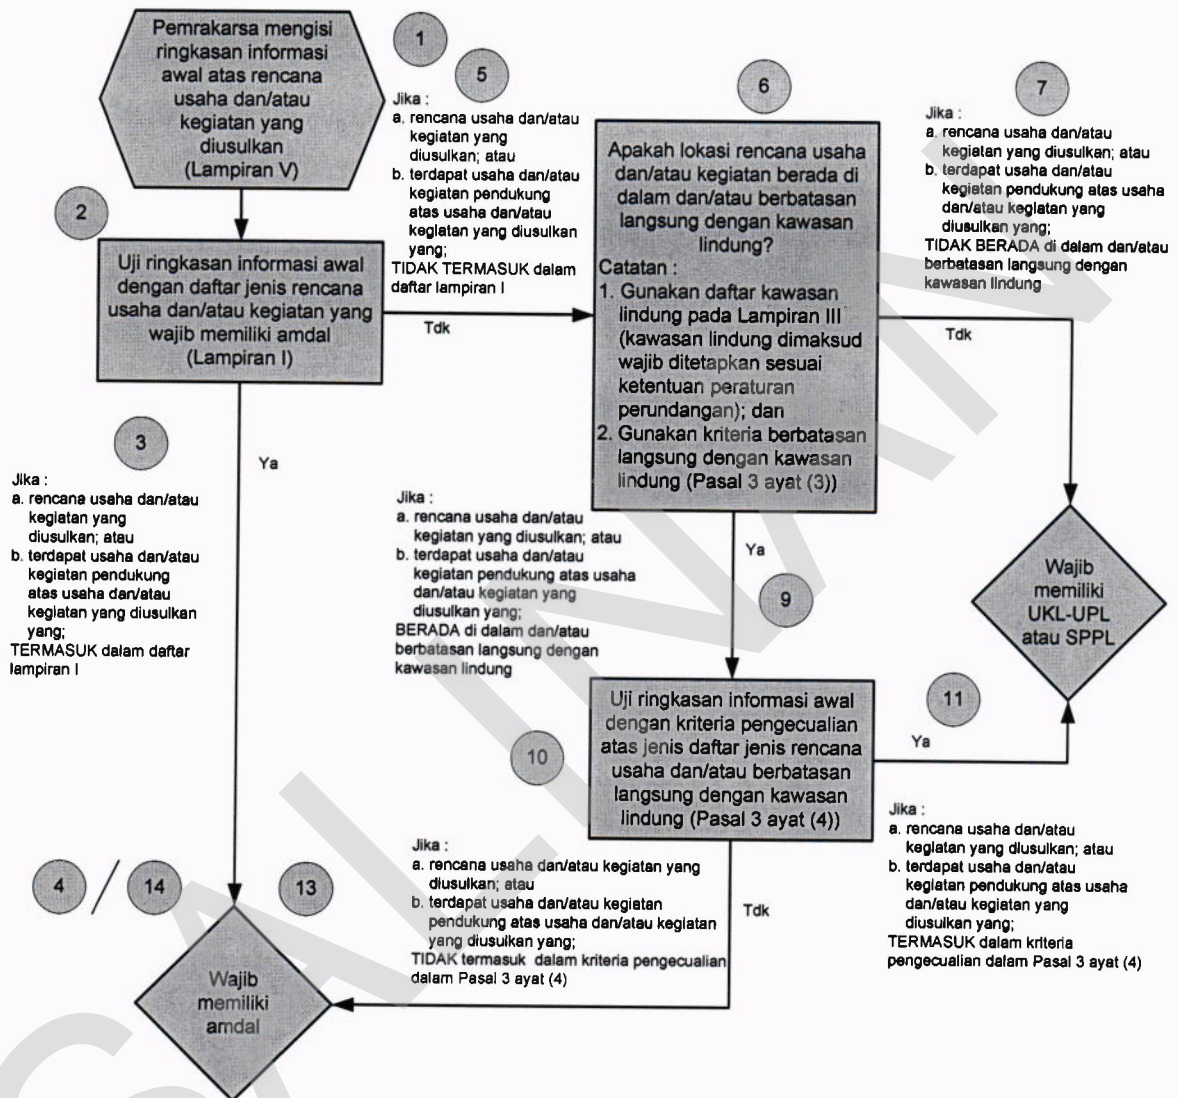 Pemrakarsa mengisi
ringkasan informasi
awal atas rencana
usaha dan/atau
kegiatan yang
diusulkan
(Lampiran V)
1
5
Jika :
a. rencana usaha dan/atau
kegiatan yang
diusulkan; atau
b. terdapat usaha dan/atau
kegiatan pendukung
atas usaha dan/atau
kegiatan yang diusulkan
yang;
TIDAK TERMASUK dalam
daftar lampiran I
2
Uji ringkasan informasi awal
dengan daftar jenis rencana
usaha dan/atau kegiatan yang
wajib memiliki amdal
(Lampiran I)
Tdk
6
Apakah lokasi rencana usaha
dan/atau kegiatan berada di
dalam dan/atau berbatasan
langsung dengan kawasan
lindung?
Catatan :
1. Gunakan daftar kawasan
lindung pada Lampiran III
(kawasan lindung dimaksud
wajib ditetapkan sesuai
ketentuan peraturan
perundangan); dan
2. Gunakan kriteria berbatasan
langsung dengan kawasan
lindung (Pasal 3 ayat (3))
7
Jika :
a. rencana usaha dan/atau
kegiatan yang diusulkan; atau
b. terdapat usaha dan/atau
kegiatan pendukung atas usaha
dan/atau kegiatan yang
diusulkan yang;
TIDAK BERADA di dalam dan/atau
berbatasan langsung dengan
kawasan lindung
Tdk
3
Ya
Jika :
a. rencana usaha dan/atau
kegiatan yang
diusulkan; atau
b. terdapat usaha dan/atau
kegiatan pendukung
atas usaha dan/atau
kegiatan yang diusulkan
yang;
TERMASUK dalam daftar
lampiran I
Jika :
a. rencana usaha dan/atau
kegiatan yang diusulkan; atau
b. terdapat usaha dan/atau
kegiatan pendukung atas usaha
dan/atau kegiatan yang
diusulkan yang;
BERADA di dalam dan/atau
berbatasan langsung dengan
kawasan lindung
Ya
9
Wajib
memiliki
UKL-UPL
atau SPPL
10
Uji ringkasan informasi awal
dengan kriteria pengecualian
atas jenis daftar jenis rencana
usaha dan/atau berbatasan
langsung dengan kawasan
lindung (Pasal 3 ayat (4))
11
Ya
Jika :
a. rencana usaha dan/atau
kegiatan yang diusulkan; atau
b. terdapat usaha dan/atau
kegiatan pendukung atas usaha
dan/atau kegiatan yang
diusulkan yang;
TERMASUK dalam kriteria
pengecualian dalam Pasal 3 ayat (4)
Jika :
a. rencana usaha dan/atau kegiatan yang
diusulkan; atau
b. terdapat usaha dan/atau kegiatan
pendukung atas usaha dan/atau kegiatan
yang diusulkan yang;
TIDAK termasuk dalam kriteria pengecualian
dalam Pasal 3 ayat (4)
Tdk
4 / 14
13
Wajib
memiliki
amdal
SALINAN